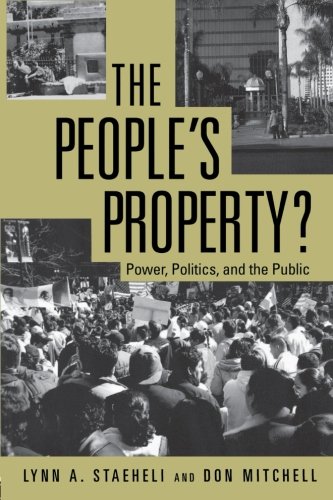 THE
PEOPLE'S
PROPERTY?
Power, Politics, and the Public
LYNN A. STAEHELI AND DON MITCHELL